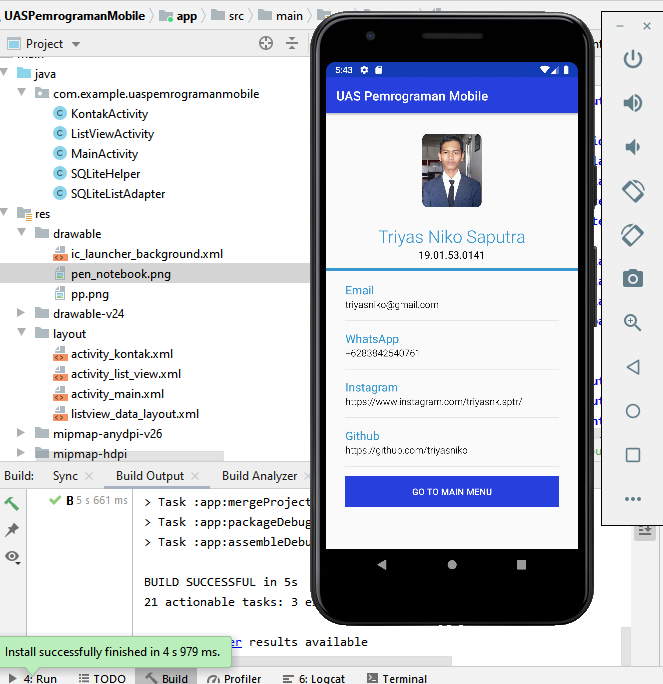 UASPemrogramanMobile
app
src
main
Project
java
com.example.uaspemrogramanmobile
KontakActivity
ListViewActivity
MainActivity
SQLiteHelper
SQLiteListAdapter
res
drawable
ic_launcher_background.xml
pen_notebook.png
pp.png
drawable-v24
layout
activity_kontak.xml
activity_list_view.xml
activity_main.xml
listview_data_layout.xml
mipmap-anydpi-v26
mipmap-hdpi
5:43
UAS Pemrograman Mobile
Triyas Niko Saputra
19.01.53.0141
Email
triyasniko@gmail.com
WhatsApp
+6283842540761
Instagram
https://www.instagram.com/triyasnk.sptr/
Github
https://github.com/triyasniko
GO TO MAIN MENU
Build: Sync Build Output Build Analyzer
B 5 s 661 ms
> Task :app:mergeProject
> Task :app:packageDebug
> Task :app:assembleDebu
BUILD SUCCESSFUL in 5s
21 actionable tasks: 3 e
results available
Install successfully finished in 4 s 979 ms.
4: Run TODO Build Profiler 6: Logcat Terminal